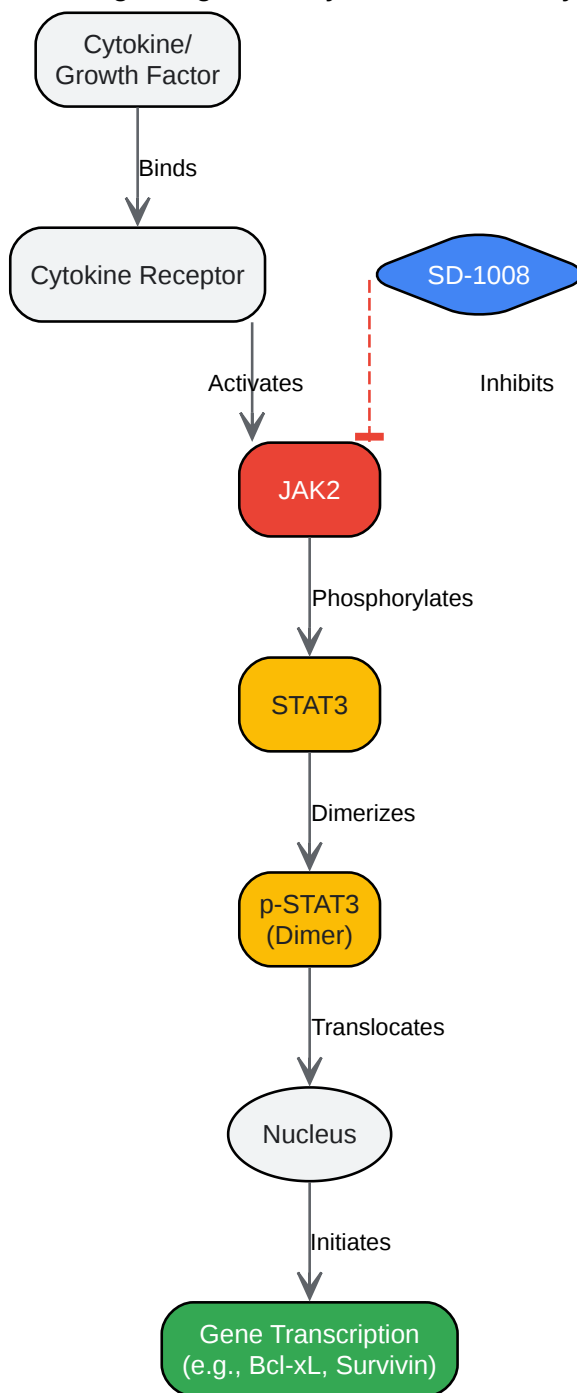 Cytokine/
Growth Factor
Binds
Cytokine Receptor
SD-1008
Activates
Inhibits
JAK2
Phosphorylates
STAT3
Dimerizes
p-STAT3
(Dimer)
Translocates
Nucleus
Initiates
Gene Transcription
(e.g., Bcl-xL, Survivin)